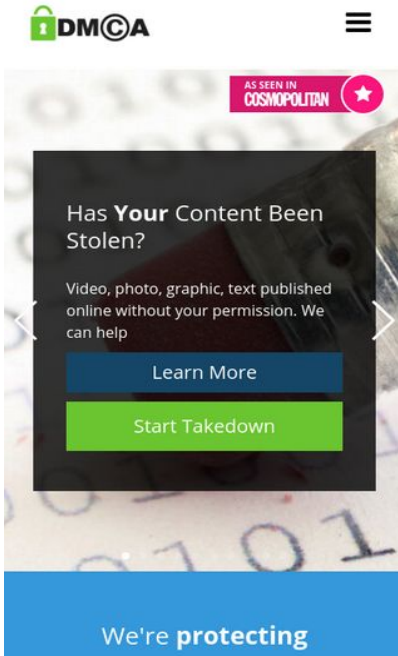 DM©A
AS SEEN IN
COSMOPOLITAN
Has Your Content Been
Stolen?
Video, photo, graphic, text published
online without your permission. We
can help
Learn More
Start Takedown
We're protecting